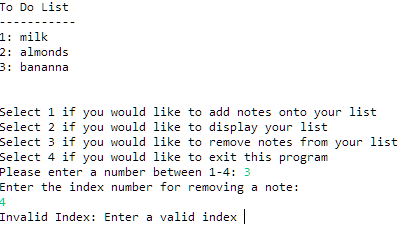 To Do List
-----------
1: milk
2: almonds
3: bananna
Select 1 if you would like to add notes onto your list
Select 2 if you would like to display your list
Select 3 if you would like to remove notes from your list
Select 4 if you would like to exit this program
Please enter a number between 1-4: 3
Enter the index number for removing a note:
4
Invalid Index: Enter a valid index